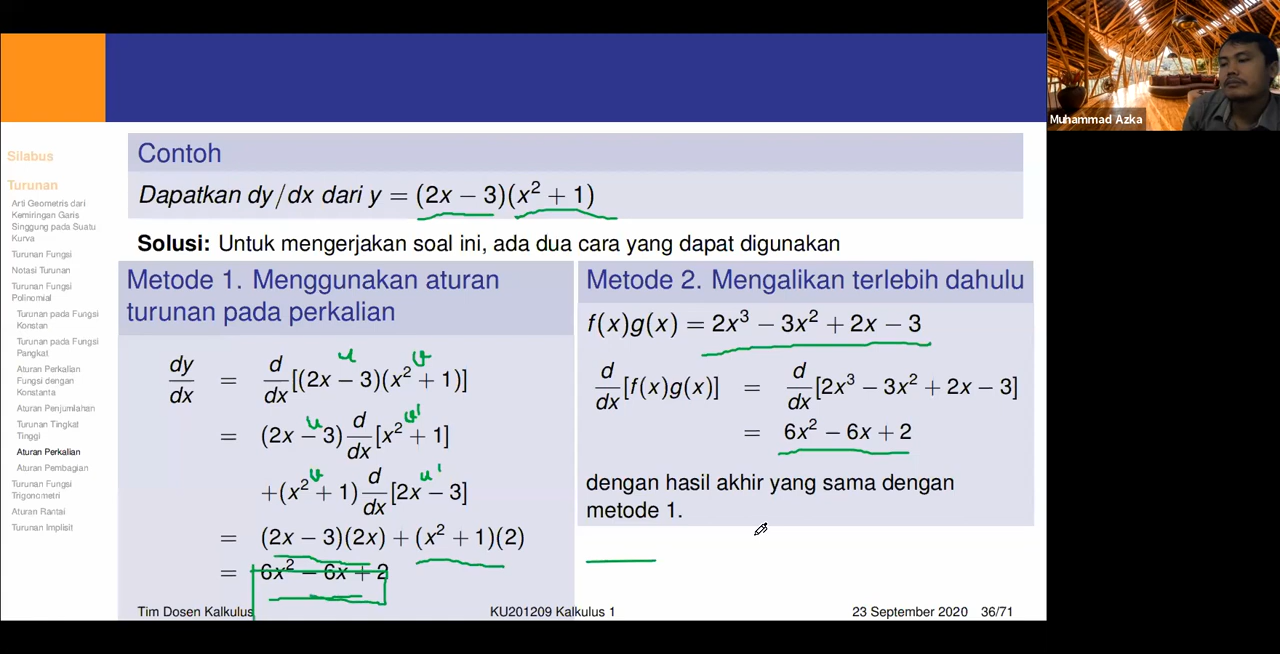 Muhammad Azka
Silabus
Turunan
Arti Geometris dari
Kemiringan Garis
Singgung pada Suatu
Kurva
Turunan Fungsi
Notasi Turunan
Turunan Fungsi
Polinomial
Turunan pada Fungsi
Konstan
Turunan pada Fungsi
Pangkat
Aturan Perkalian
Fungsi dengan
Konstanta
Aturan Penjumlahan
Turunan Tingkat
Tinggi
Aturan Perkalian
Aturan Pembagian
Turunan Fungsi
Trigonometri
Aturan Rantai
Turunan Implisit
Contoh
Dapatkan dy/dx dari y = (2x − 3)(x² + 1)
Solusi: Untuk mengerjakan soal ini, ada dua cara yang dapat digunakan
Metode 1. Menggunakan aturan
turunan pada perkalian
u v
dy/dx = d/dx[(2x − 3)(x² + 1)]
u v'
= (2x − 3) d/dx[x² + 1]
v u'
+(x² + 1) d/dx[2x − 3]
= (2x − 3)(2x) + (x² + 1)(2)
= 6x² − 6x + 2
Metode 2. Mengalikan terlebih dahulu
f(x)g(x) = 2x³ − 3x² + 2x − 3
d/dx[f(x)g(x)] = d/dx[2x³ − 3x² + 2x − 3]
= 6x² − 6x + 2
dengan hasil akhir yang sama dengan
metode 1.
Tim Dosen Kalkulus KU201209 Kalkulus 1 23 September 2020 36/71